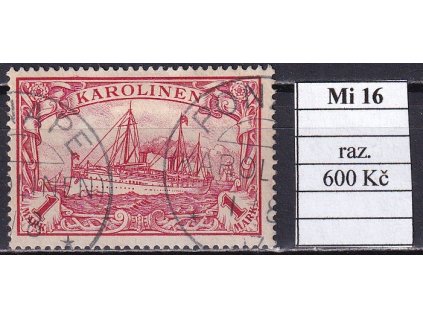 KAROLINEN
1 1
MARK MARK
Mi 16
raz.
600 Kč